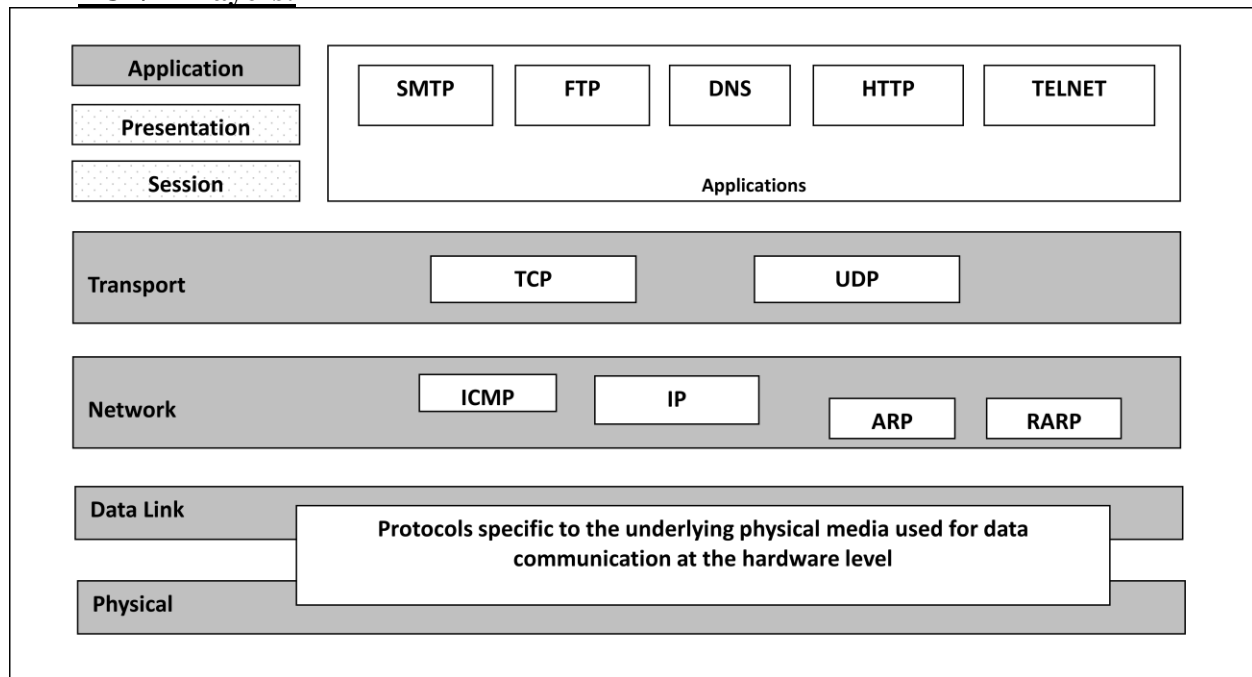 Application
SMTP FTP DNS HTTP TELNET
Presentation
Session
Applications
Transport
TCP UDP
Network
ICMP IP ARP RARP
Data Link
Protocols specific to the underlying physical media used for data
communication at the hardware level
Physical